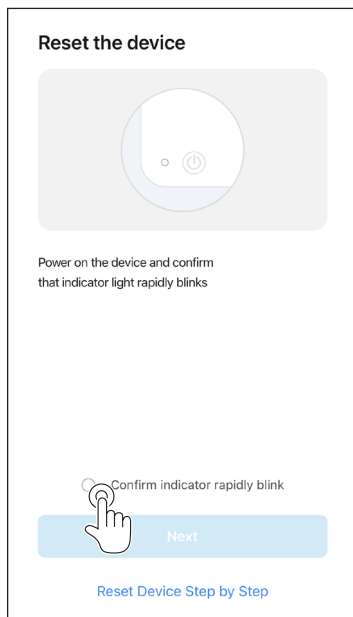 Reset the device
Power on the device and confirm
that indicator light rapidly blinks
Confirm indicator rapidly blink
Next
Reset Device Step by Step